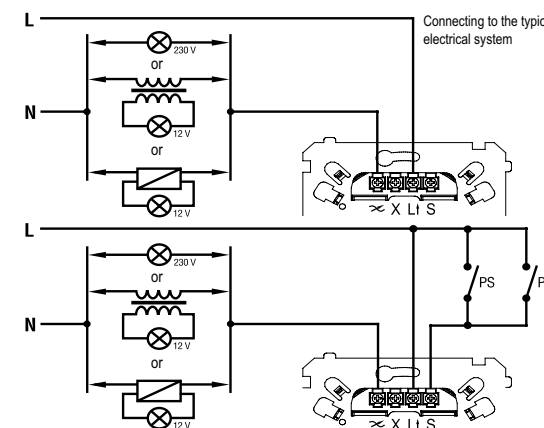 L
Connecting to the typic
electrical system
230 V
or
12 V
or
12 V
N
≁ X L↑ S
L
230 V
or
12 V
or
12 V
N
PS
P
≁ X L↑ S